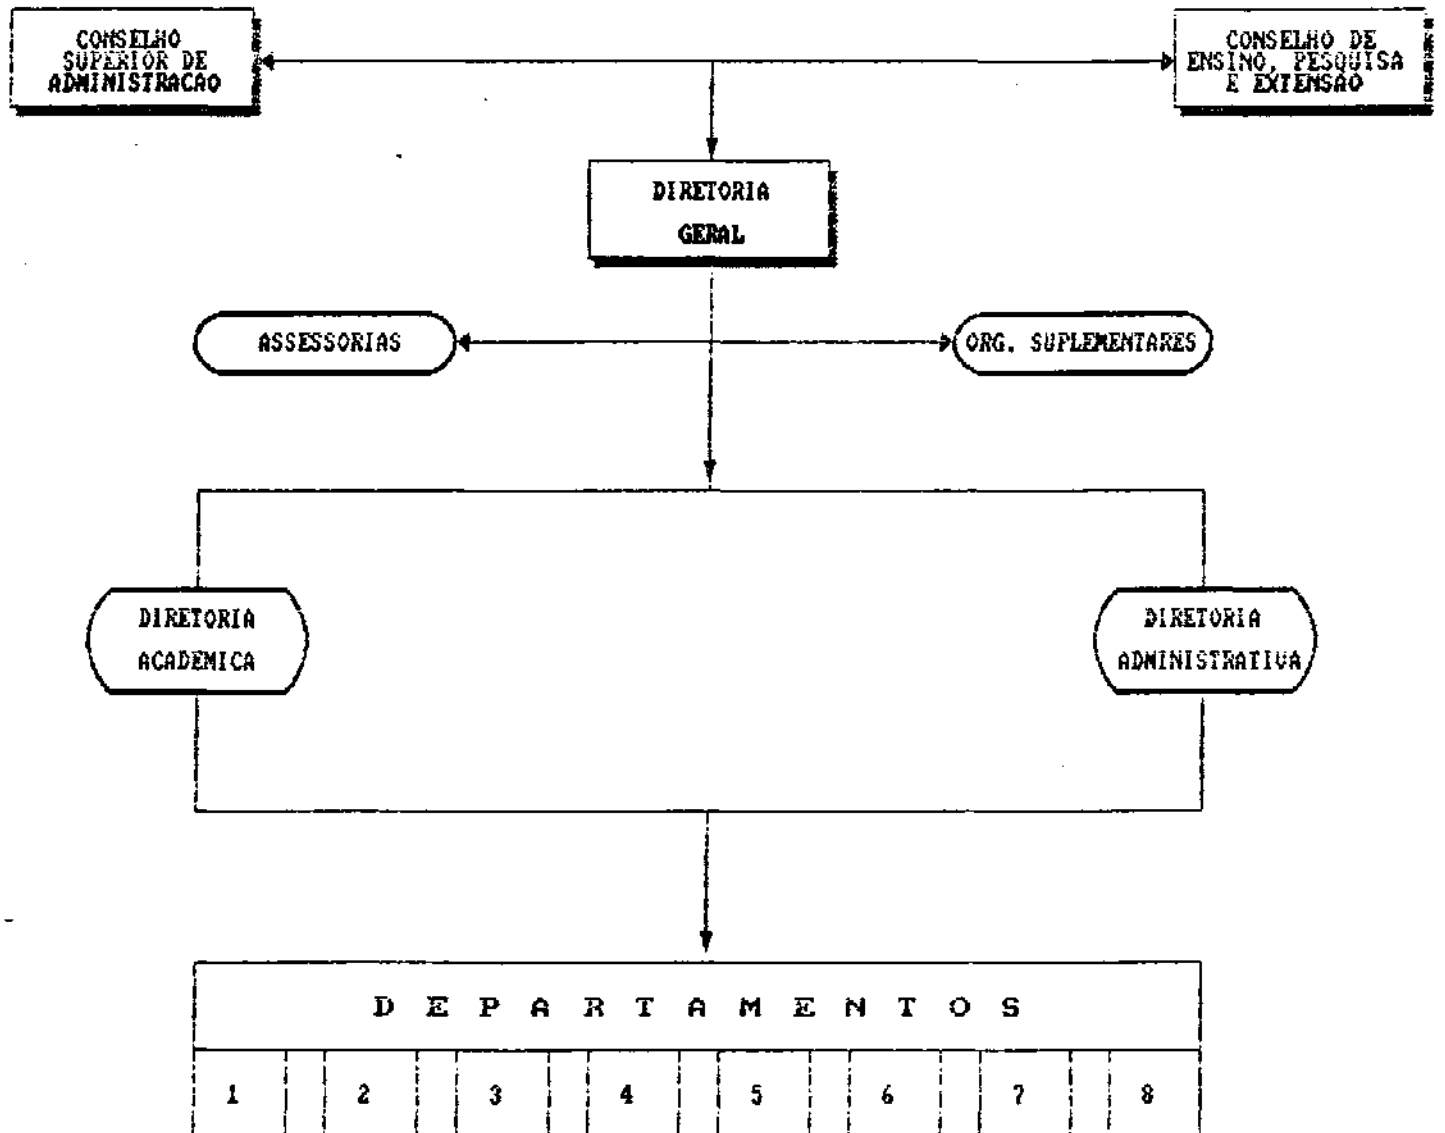 CONSELHO
SUPERIOR DE
ADMINISTRACAO
CONSELHO DE
ENSINO, PESQUISA
E EXTENSAO
DIRETORIA
GERAL
ASSESSORIAS
ORG. SUPLEMENTARES
DIRETORIA
ACADEMICA
DIRETORIA
ADMINISTRATIVA
D E P A R T A M E N T O S
1 2 3 4 5 6 7 8